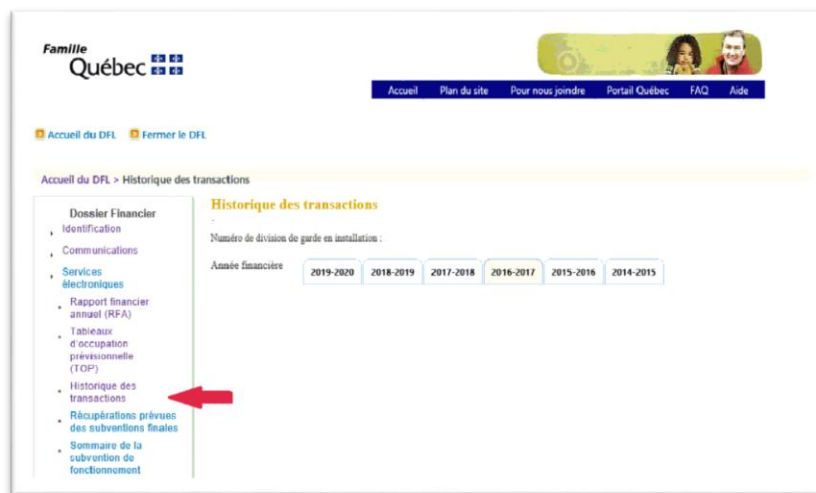 Famille
Québec
Accueil Plan du site Pour nous joindre Portail Québec FAQ Aide
Accueil du DFL Fermer le DFL
Accueil du DFL > Historique des transactions
Dossier Financier
Identification
Communications
Services
électroniques
Rapport financier
annuel (RFA)
Tableaux
d'occupation
prévisionnelle
(TOP)
Historique des
transactions
Récupérations prévues
des subventions finales
Sommaire de la
subvention de
fonctionnement
Historique des transactions
Numéro de division de garde en installation :
Année financière 2019-2020 2018-2019 2017-2018 2016-2017 2015-2016 2014-2015